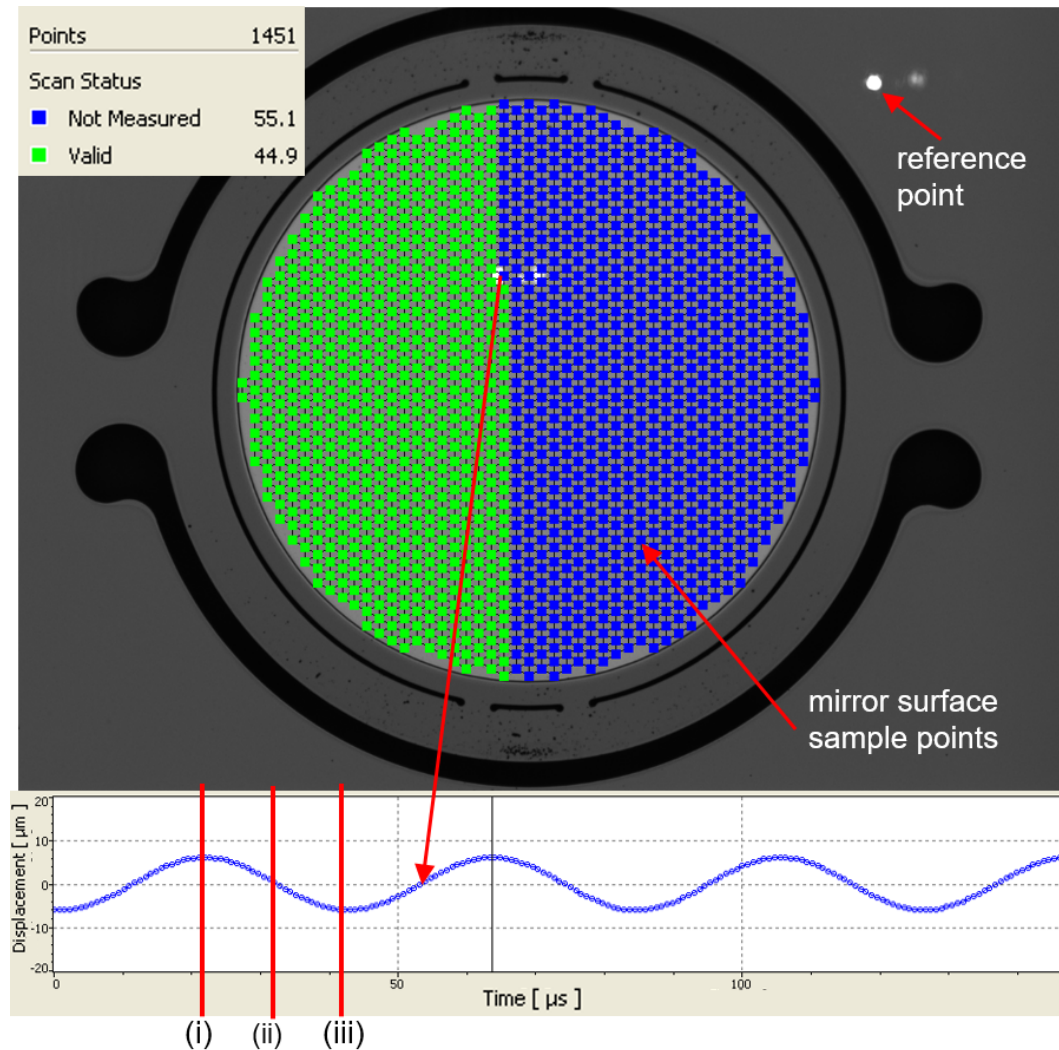 Points 1451
Scan Status
Not Measured 55.1
Valid 44.9
reference
point
mirror surface
sample points
Displacement [ µm ]
20
10
0
-10
-20
0 50 100
Time [ µs ]
(i) (ii) (iii)